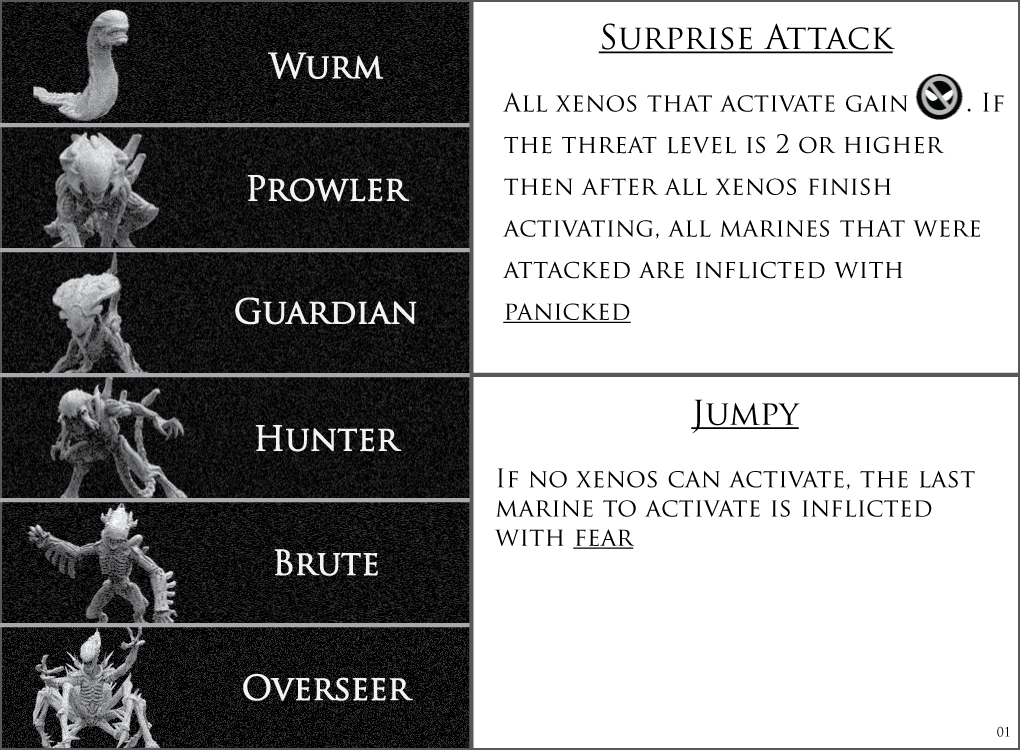 Wurm
Prowler
Guardian
Hunter
Brute
Overseer
Surprise Attack
All xenos that activate gain . If
the threat level is 2 or higher
then after all xenos finish
activating, all marines that were
attacked are inflicted with
panicked
Jumpy
If no xenos can activate, the last
marine to activate is inflicted
with fear
01